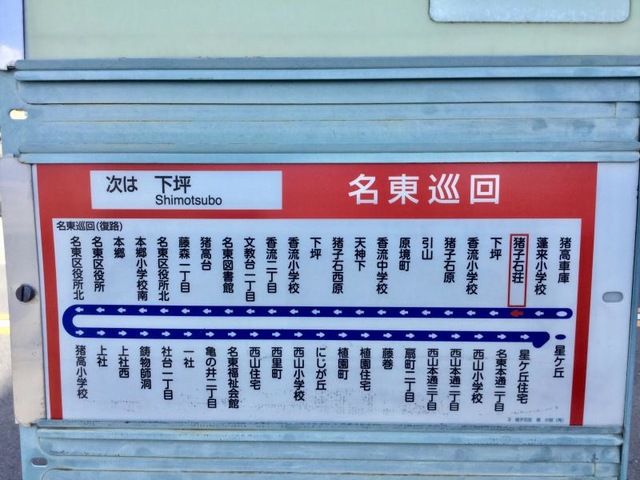 次は 下坪
Shimotsubo
名東巡回
名東巡回(復路)
猪高車庫
蓬来小学校
猪子石荘
下坪
香流小学校
猪子石原
引山
原境町
香流中学校
天神下
猪子石西原
下坪
香流小学校
香流一丁目
文教台一丁目
名東図書館
猪高台
藤森一丁目
名東区役所北
本郷小学校南
本郷
名東区役所
名東区役所北
猪高小学校
上社
上社西
鋳物師洞
社台二丁目
一社
亀の井二丁目
名東福祉会館
西山住宅
西里町
西山小学校
にじが丘
植園町
植園住宅
藤巻
扇町二丁目
西山本通三丁目
西山本通二丁目
西山小学校
名東本通二丁目
星ケ丘住宅
星ケ丘